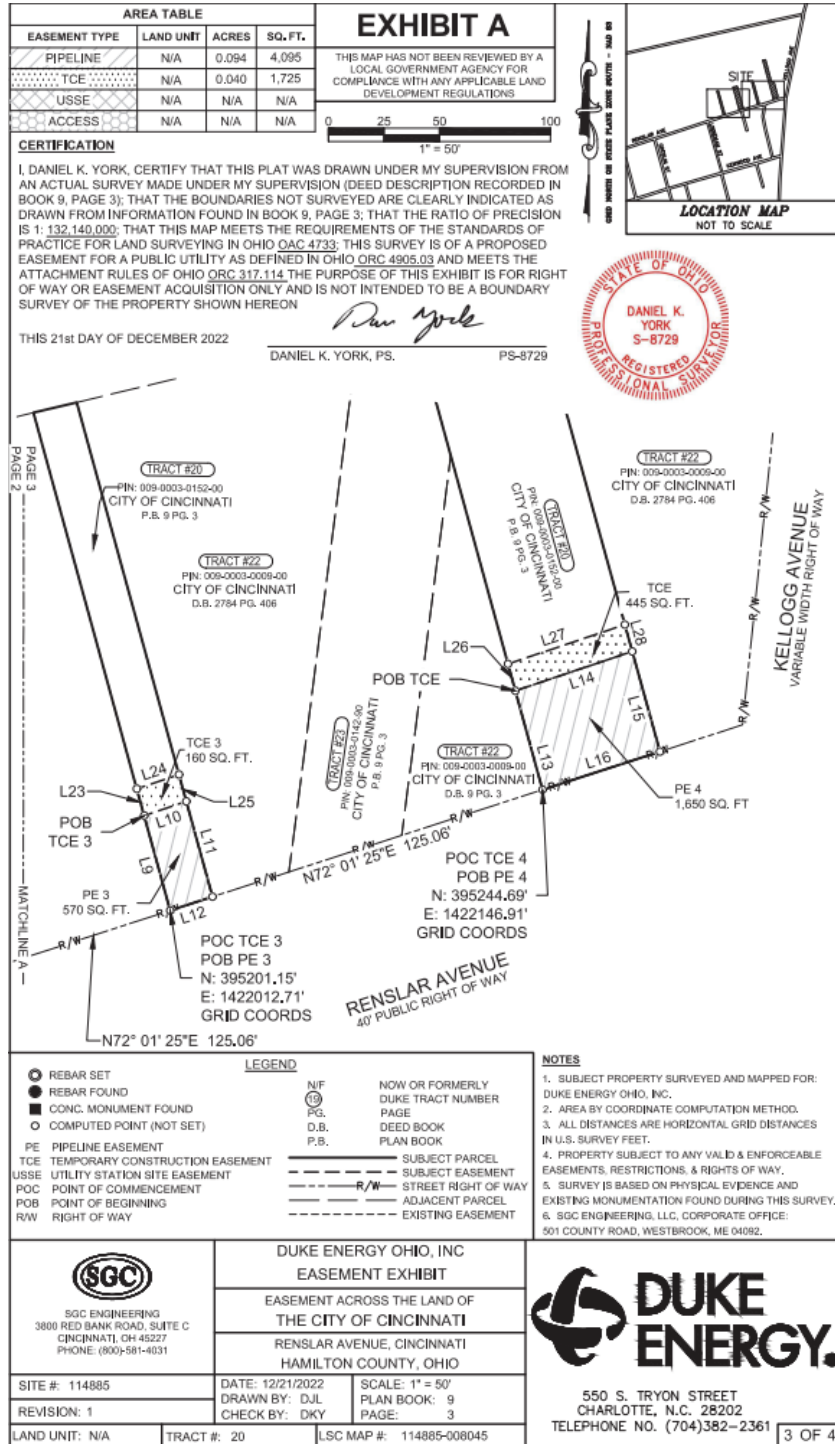 AREA TABLE
EASEMENT TYPE LAND UNIT ACRES SQ. FT.
PIPELINE N/A 0.094 4,095
TCE N/A 0.040 1,725
USSE N/A N/A N/A
ACCESS N/A N/A N/A
EXHIBIT A
THIS MAP HAS NOT BEEN REVIEWED BY A
LOCAL GOVERNMENT AGENCY FOR
COMPLIANCE WITH ANY APPLICABLE LAND
DEVELOPMENT REGULATIONS
0 25 50 100
1" = 50'
SITE
LOCATION MAP
NOT TO SCALE
CERTIFICATION
I, DANIEL K. YORK, CERTIFY THAT THIS PLAT WAS DRAWN UNDER MY SUPERVISION FROM
AN ACTUAL SURVEY MADE UNDER MY SUPERVISION (DEED DESCRIPTION RECORDED IN
BOOK 9, PAGE 3); THAT THE BOUNDARIES NOT SURVEYED ARE CLEARLY INDICATED AS
DRAWN FROM INFORMATION FOUND IN BOOK 9, PAGE 3; THAT THE RATIO OF PRECISION
IS 1: 132,140,000; THAT THIS MAP MEETS THE REQUIREMENTS OF THE STANDARDS OF
PRACTICE FOR LAND SURVEYING IN OHIO OAC 4733; THIS SURVEY IS OF A PROPOSED
EASEMENT FOR A PUBLIC UTILITY AS DEFINED IN OHIO ORC 4905.03 AND MEETS THE
ATTACHMENT RULES OF OHIO ORC 317.114 THE PURPOSE OF THIS EXHIBIT IS FOR RIGHT
OF WAY OR EASEMENT ACQUISITION ONLY AND IS NOT INTENDED TO BE A BOUNDARY
SURVEY OF THE PROPERTY SHOWN HEREON
THIS 21st DAY OF DECEMBER 2022
Dan York
DANIEL K. YORK, PS. PS-8729
STATE OF OHIO
DANIEL K.
YORK
S-8729
REGISTERED
PROFESSIONAL SURVEYOR
PAGE 3
PAGE 2
MATCHLINE A
TRACT #20
PIN: 009-0003-0152-00
CITY OF CINCINNATI
P.B. 9 PG. 3
TRACT #22
PIN: 009-0003-0009-00
CITY OF CINCINNATI
D.B. 2784 PG. 406
TRACT #23
PIN: 009-0003-0142-90
CITY OF CINCINNATI
P.B. 9 PG. 3
TRACT #20
PIN: 009-0003-0152-00
CITY OF CINCINNATI
P.B. 9 PG. 3
TRACT #22
PIN: 009-0003-0009-00
CITY OF CINCINNATI
D.B. 2784 PG. 406
KELLOGG AVENUE
VARIABLE WIDTH RIGHT OF WAY
R/W
R/W
R/W
TCE
445 SQ. FT.
L26
L27
L28
POB TCE
L14
L15
L13
L16
R/W
R/W
PE 4
1,650 SQ. FT
TRACT #22
PIN: 009-0003-0009-00
CITY OF CINCINNATI
D.B. 9 PG. 3
TCE 3
160 SQ. FT.
L24
L23
L25
POB
TCE 3
L10
L9
L11
PE 3
570 SQ. FT.
L12
R/W
R/W
R/W
R/W
R/W
N72° 01' 25"E 125.06'
POC TCE 4
POB PE 4
N: 395244.69'
E: 1422146.91'
GRID COORDS
POC TCE 3
POB PE 3
N: 395201.15'
E: 1422012.71'
GRID COORDS
RENSLAR AVENUE
40' PUBLIC RIGHT OF WAY
N72° 01' 25"E 125.06'
LEGEND
REBAR SET
REBAR FOUND
CONC. MONUMENT FOUND
COMPUTED POINT (NOT SET)
PE PIPELINE EASEMENT
TCE TEMPORARY CONSTRUCTION EASEMENT
USSE UTILITY STATION SITE EASEMENT
POC POINT OF COMMENCEMENT
POB POINT OF BEGINNING
R/W RIGHT OF WAY
N/F NOW OR FORMERLY
19 DUKE TRACT NUMBER
PG. PAGE
D.B. DEED BOOK
P.B. PLAN BOOK
SUBJECT PARCEL
SUBJECT EASEMENT
R/W STREET RIGHT OF WAY
ADJACENT PARCEL
EXISTING EASEMENT
NOTES
1. SUBJECT PROPERTY SURVEYED AND MAPPED FOR:
DUKE ENERGY OHIO, INC.
2. AREA BY COORDINATE COMPUTATION METHOD.
3. ALL DISTANCES ARE HORIZONTAL GRID DISTANCES
IN U.S. SURVEY FEET.
4. PROPERTY SUBJECT TO ANY VALID & ENFORCEABLE
EASEMENTS, RESTRICTIONS, & RIGHTS OF WAY.
5. SURVEY IS BASED ON PHYSICAL EVIDENCE AND
EXISTING MONUMENTATION FOUND DURING THIS SURVEY.
6. SGC ENGINEERING, LLC, CORPORATE OFFICE:
501 COUNTY ROAD, WESTBROOK, ME 04092.
SGC
SGC ENGINEERING
3800 RED BANK ROAD, SUITE C
CINCINNATI, OH 45227
PHONE: (800)-581-4031
DUKE ENERGY OHIO, INC
EASEMENT EXHIBIT
EASEMENT ACROSS THE LAND OF
THE CITY OF CINCINNATI
RENSLAR AVENUE, CINCINNATI
HAMILTON COUNTY, OHIO
SITE #: 114885
REVISION: 1
DATE: 12/21/2022
DRAWN BY: DJL
CHECK BY: DKY
SCALE: 1" = 50'
PLAN BOOK: 9
PAGE: 3
LAND UNIT: N/A TRACT #: 20 LSC MAP #: 114885-008045
DUKE
ENERGY.
550 S. TRYON STREET
CHARLOTTE, N.C. 28202
TELEPHONE NO. (704)382-2361
3 OF 4